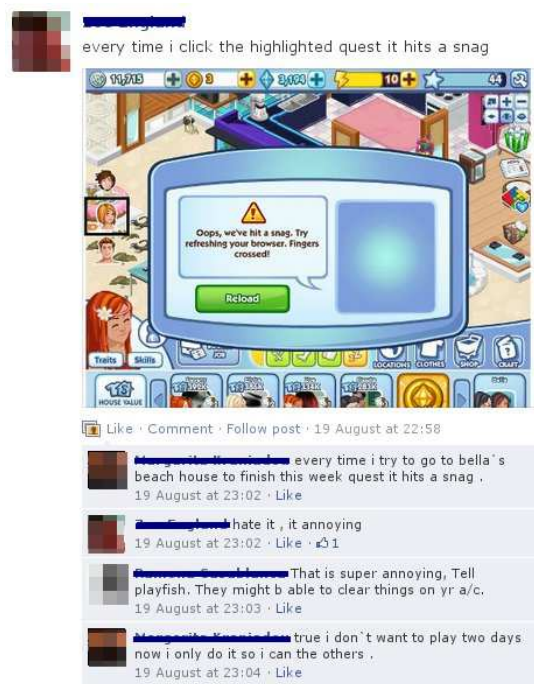 every time i click the highlighted quest it hits a snag
11,715
3
3,194
10
44
Oops, we've hit a snag. Try
refreshing your browser. Fingers
crossed!
Reload
Traits Skills
JOB
LOCATIONS CLOTHES SHOP CRAFT
HOUSE VALUE
Like · Comment · Follow post · 19 August at 22:58
every time i try to go to bella`s
beach house to finish this week quest it hits a snag .
19 August at 23:02 · Like
hate it , it annoying
19 August at 23:02 · Like · 1
That is super annoying, Tell
playfish. They might b able to clear things on yr a/c.
19 August at 23:03 · Like
true i don`t want to play two days
now i only do it so i can the others .
19 August at 23:04 · Like